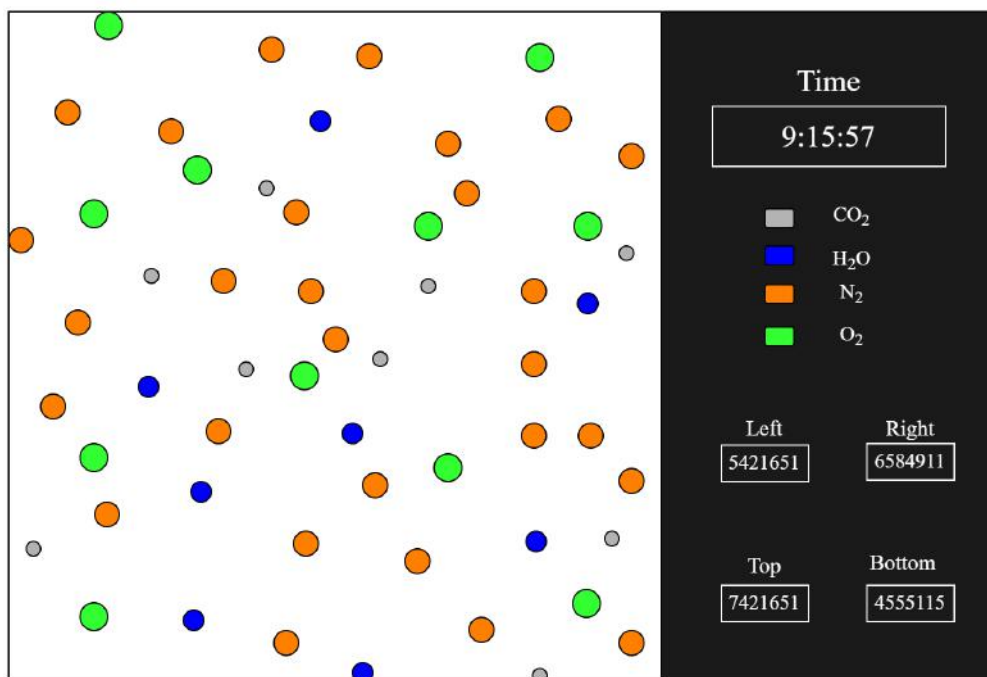 Time
9:15:57
CO₂
H₂O
N₂
O₂
Left Right
5421651 6584911
Top Bottom
7421651 4555115